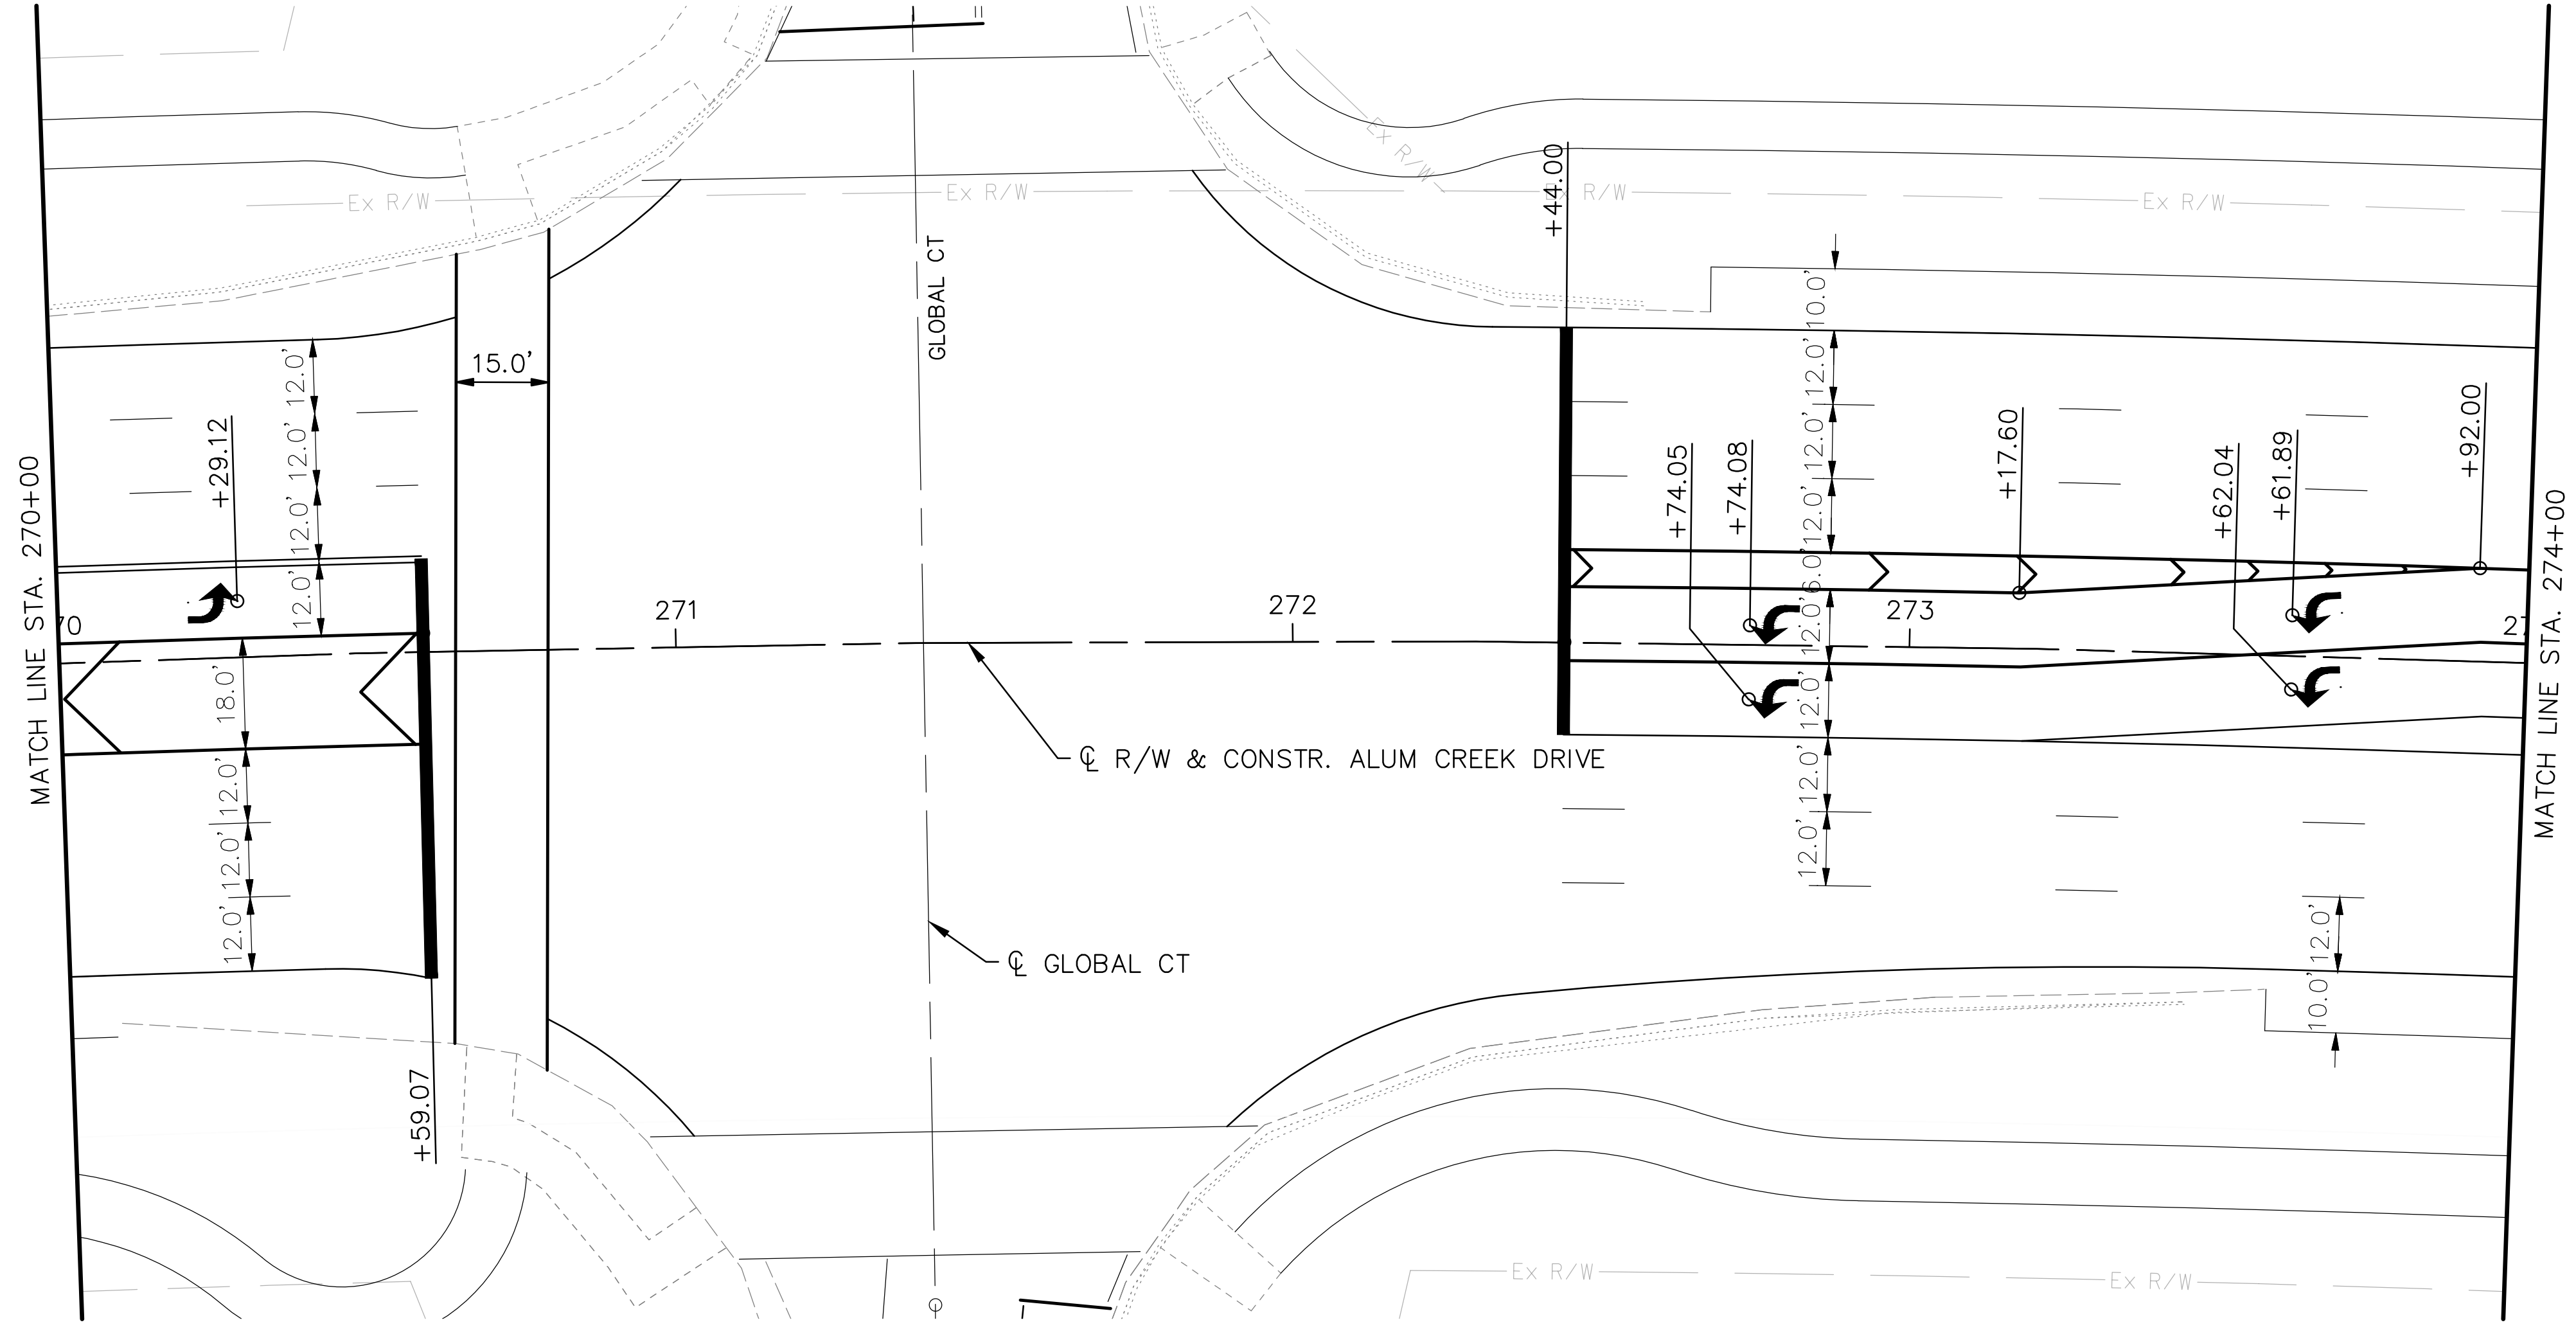 MATCH LINE STA. 270+00
70
+29.12
12.0'
12.0'
12.0'
12.0'
18.0'
12.0'
12.0'
12.0'
+59.07
15.0'
Ex R/W
Ex R/W
Ex R/W
Ex R/W
Ex R/W
GLOBAL CT
271
272
273
27
℄ R/W & CONSTR. ALUM CREEK DRIVE
℄ GLOBAL CT
+44.00
10.0'
12.0'
12.0'
12.0'
6.0'
12.0'
12.0'
12.0'
12.0'
+74.05
+74.08
+17.60
+62.04
+61.89
+92.00
12.0'
10.0'
Ex R/W
Ex R/W
MATCH LINE STA. 274+00